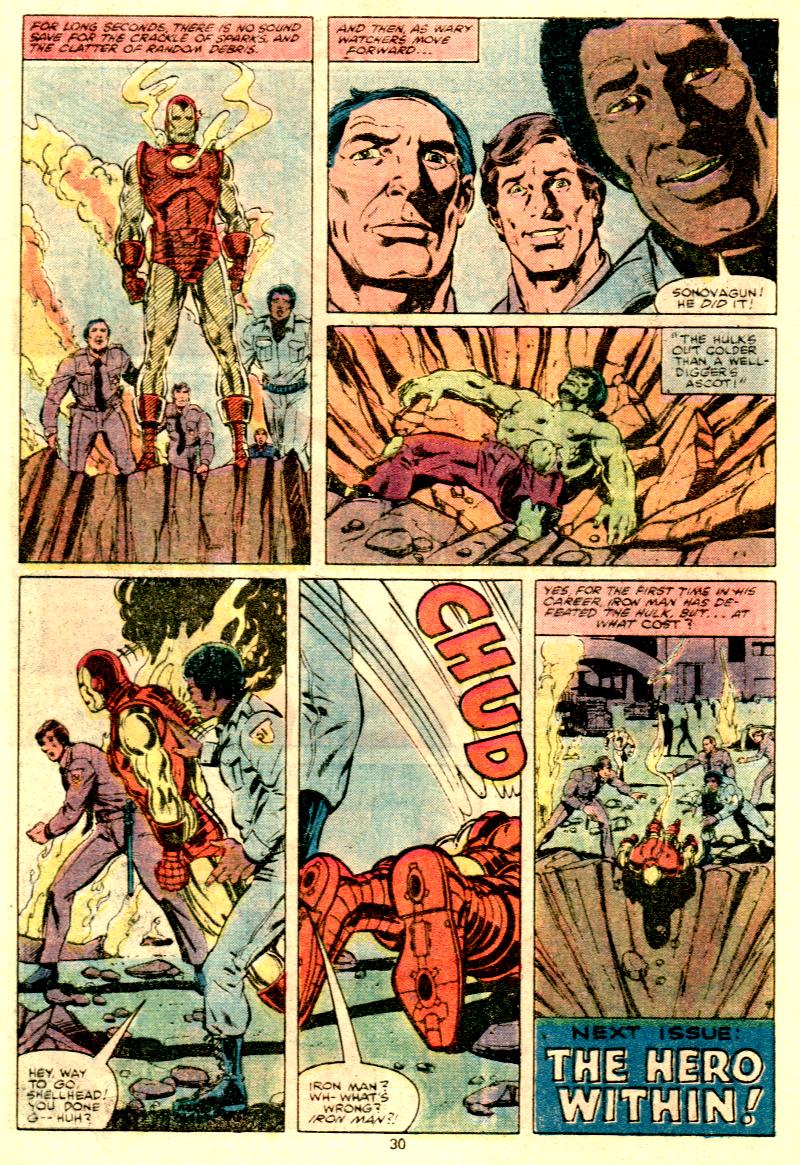 FOR LONG SECONDS, THERE IS NO SOUND
SAVE FOR THE CRACKLE OF SPARKS, AND
THE CLATTER OF RANDOM DEBRIS.
AND THEN, AS WARY
WATCHERS MOVE
FORWARD...
SONOVAGUN!
HE DID IT!
"THE HULK'S
OUT COLDER
THAN A WELL-
DIGGER'S
ASCOT!"
HEY, WAY
TO GO,
SHELLHEAD!
YOU DONE
G--HUH?
CHUD
IRON MAN?
WH-WHAT'S
WRONG?
IRON MAN?!
YES, FOR THE FIRST TIME IN HIS
CAREER, IRON MAN HAS DE-
FEATED THE HULK. BUT... AT
WHAT COST?
NEXT ISSUE:
THE HERO
WITHIN!
30